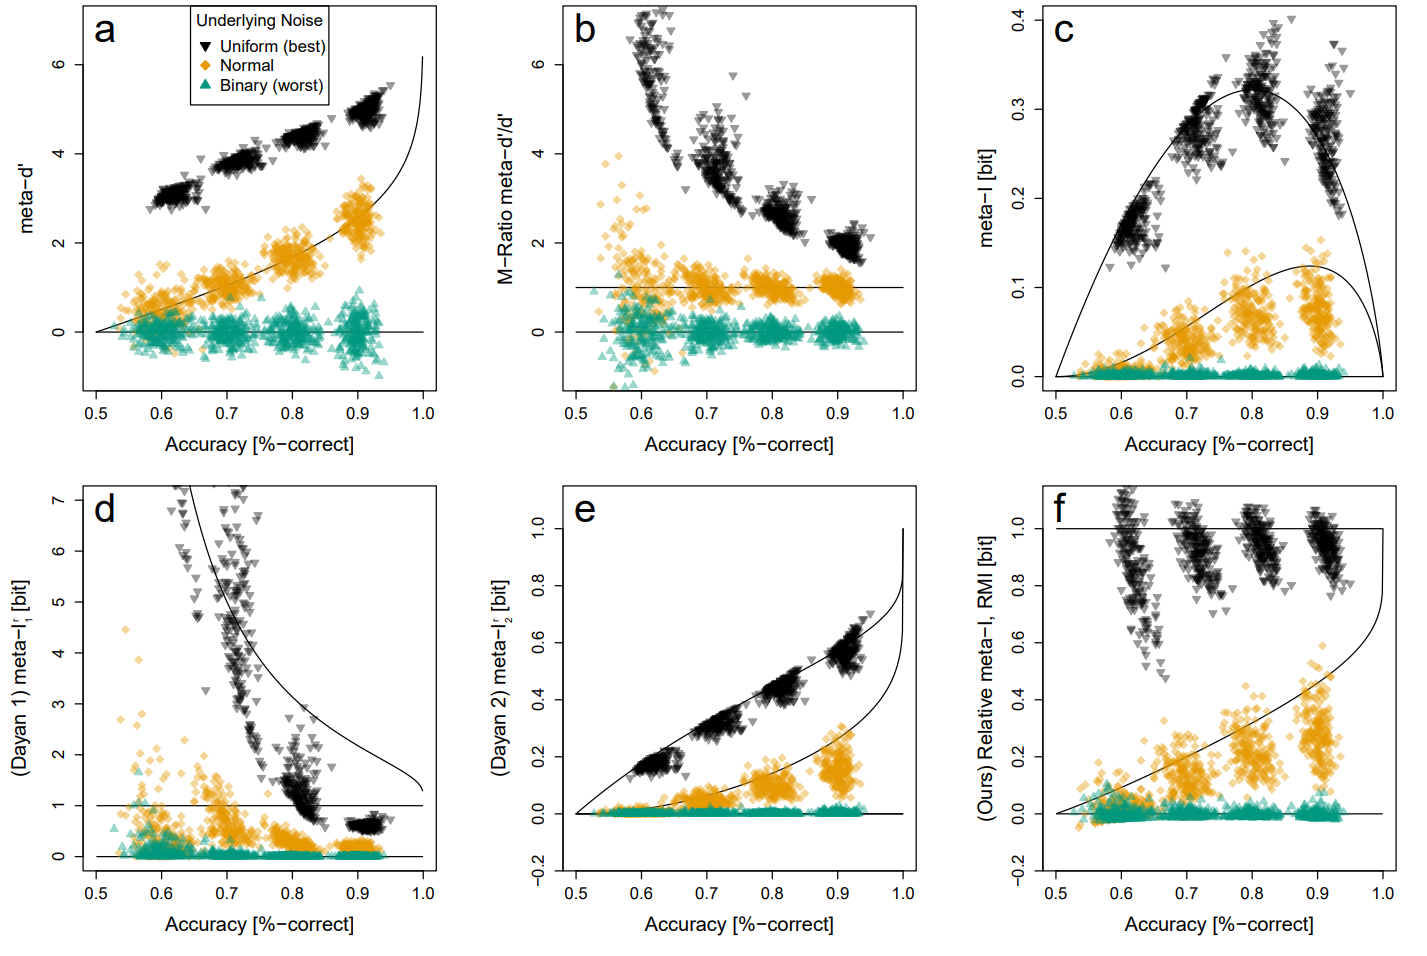 a
Underlying Noise
Uniform (best)
Normal
Binary (worst)
0 2 4 6
meta−d'
0.5 0.6 0.7 0.8 0.9 1.0
Accuracy [%−correct]
b
0 2 4 6
M−Ratio meta−d'/d'
0.5 0.6 0.7 0.8 0.9 1.0
Accuracy [%−correct]
c
0.0 0.1 0.2 0.3 0.4
meta−I [bit]
0.5 0.6 0.7 0.8 0.9 1.0
Accuracy [%−correct]
d
0 1 2 3 4 5 6 7
(Dayan 1) meta−I₁ʳ [bit]
0.5 0.6 0.7 0.8 0.9 1.0
Accuracy [%−correct]
e
−0.2 0.0 0.2 0.4 0.6 0.8 1.0
(Dayan 2) meta−I₂ʳ [bit]
0.5 0.6 0.7 0.8 0.9 1.0
Accuracy [%−correct]
f
−0.2 0.0 0.2 0.4 0.6 0.8 1.0
(Ours) Relative meta−I, RMI [bit]
0.5 0.6 0.7 0.8 0.9 1.0
Accuracy [%−correct]